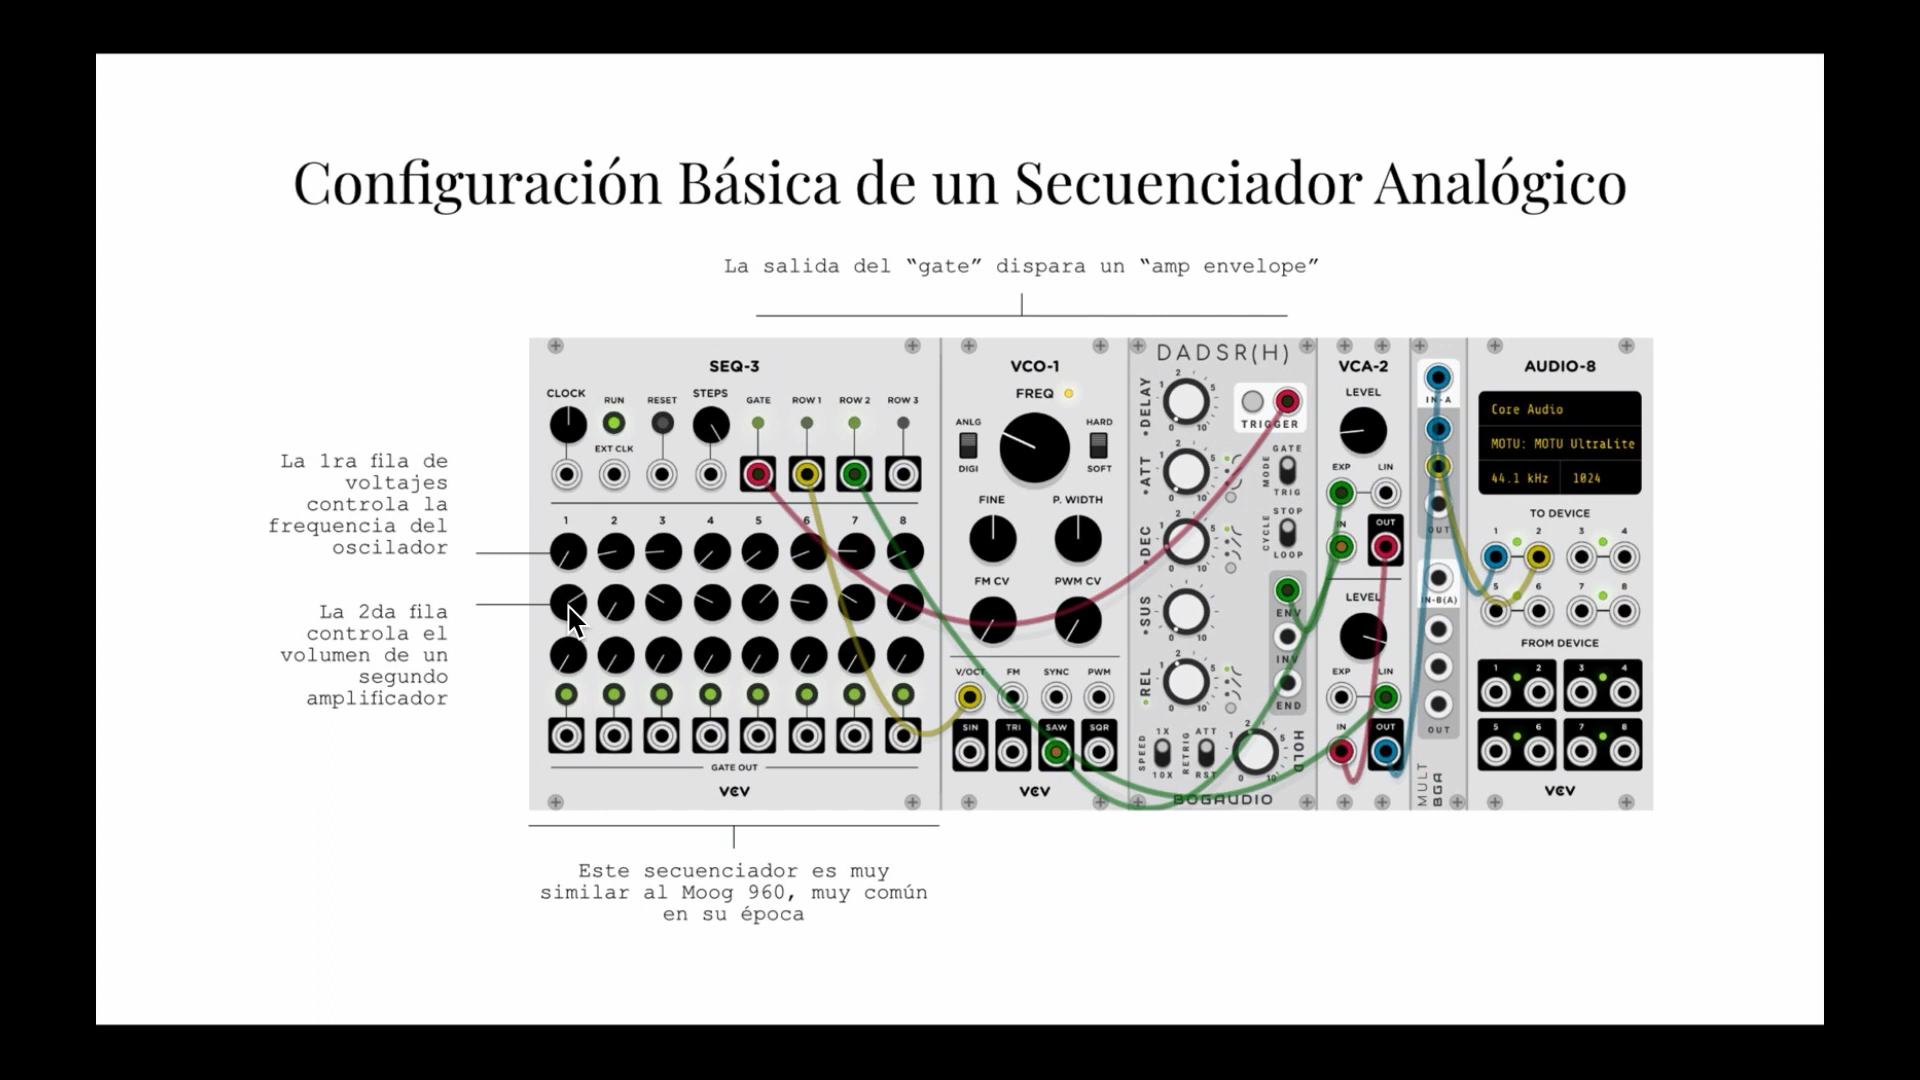 Configuración Básica de un Secuenciador Analógico
La salida del “gate” dispara un “amp envelope”
La 1ra fila de
voltajes
controla la
frequencia del
oscilador
La 2da fila
controla el
volumen de un
segundo
amplificador
SEQ-3
CLOCK RUN RESET STEPS GATE ROW 1 ROW 2 ROW 3
EXT CLK
1 2 3 4 5 6 7 8
GATE OUT
VCV
VCO-1
FREQ
ANLG HARD
DIGI SOFT
FINE P. WIDTH
FM CV PWM CV
V/OCT FM SYNC PWM
SIN TRI SAW SQR
VCV
DADSR(H)
DELAY
ATT
DEC
SUS
REL
TRIGGER
MODE
GATE
TRIG
CYCLE
STOP
LOOP
ENV
INV
END
SPEED
1X
10X
RETRIG
ATT
RST
HOLD
BOGAUDIO
VCA-2
LEVEL
EXP LIN
IN OUT
LEVEL
EXP LIN
IN OUT
IN-A
OUT
IN-B(A)
OUT
MULT
BGA
AUDIO-8
Core Audio
MOTU: MOTU UltraLite
44.1 kHz 1024
TO DEVICE
1 2 3 4
5 6 7 8
FROM DEVICE
1 2 3 4
5 6 7 8
VCV
Este secuenciador es muy
similar al Moog 960, muy común
en su época